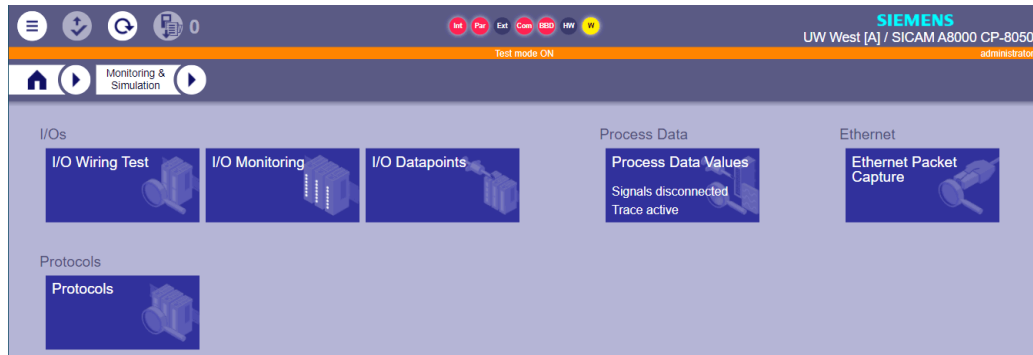 0
Int Par Ext Com BBD HW W
SIEMENS
UW West [A] / SICAM A8000 CP-8050
Test mode ON
administrator
Monitoring &
Simulation
I/Os
Process Data
Ethernet
I/O Wiring Test
I/O Monitoring
I/O Datapoints
Process Data Values
Signals disconnected
Trace active
Ethernet Packet
Capture
Protocols
Protocols